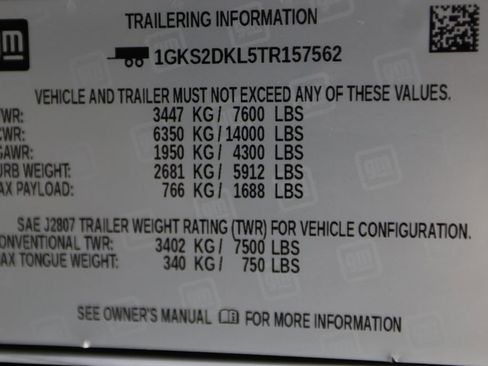 TRAILERING INFORMATION
gm
1GKS2DKL5TR157562
VEHICLE AND TRAILER MUST NOT EXCEED ANY OF THESE VALUES.
WR: 3447 KG / 7600 LBS
CWR: 6350 KG / 14000 LBS
GAWR: 1950 KG / 4300 LBS
URB WEIGHT: 2681 KG / 5912 LBS
AX PAYLOAD: 766 KG / 1688 LBS
SAE J2807 TRAILER WEIGHT RATING (TWR) FOR VEHICLE CONFIGURATION.
ONVENTIONAL TWR: 3402 KG / 7500 LBS
AX TONGUE WEIGHT: 340 KG / 750 LBS
SEE OWNER'S MANUAL FOR MORE INFORMATION